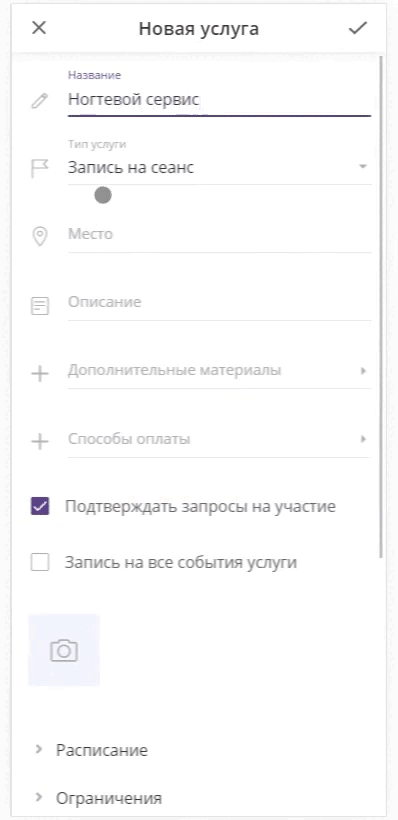 Новая услуга
Название
Ногтевой сервис
Тип услуги
Запись на сеанс
Место
Описание
Дополнительные материалы
Способы оплаты
Подтверждать запросы на участие
Запись на все события услуги
Расписание
Ограничения